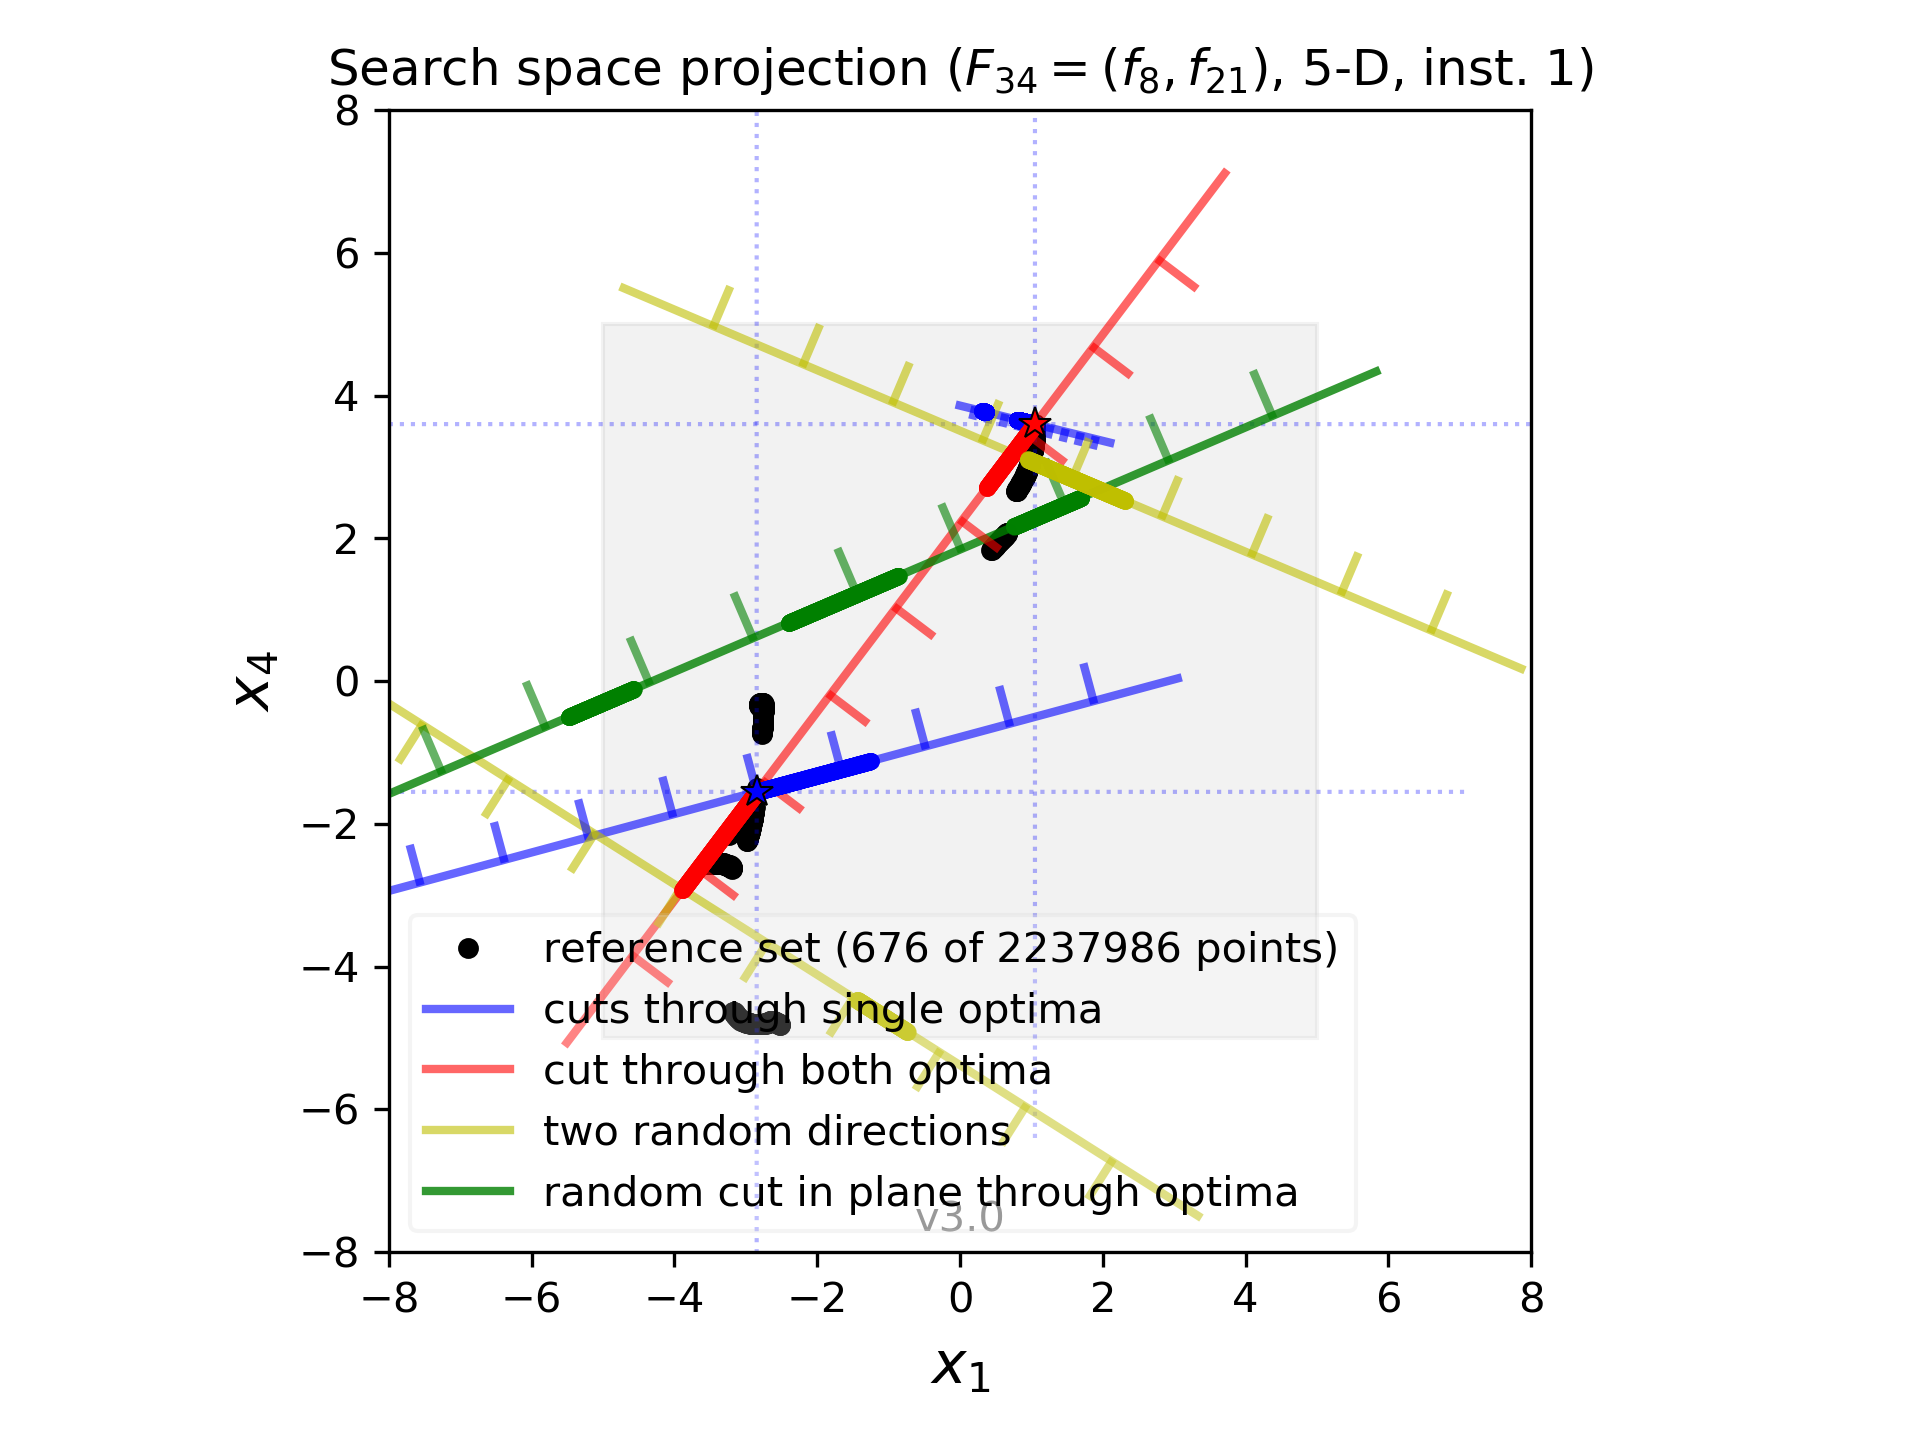 Search space projection (F34 = (f8, f21), 5-D, inst. 1)
8
6
4
2
0
−2
−4
−6
−8
x4
reference set (676 of 2237986 points)
cuts through single optima
cut through both optima
two random directions
random cut in plane through optima
v3.0
−8 −6 −4 −2 0 2 4 6 8
x1